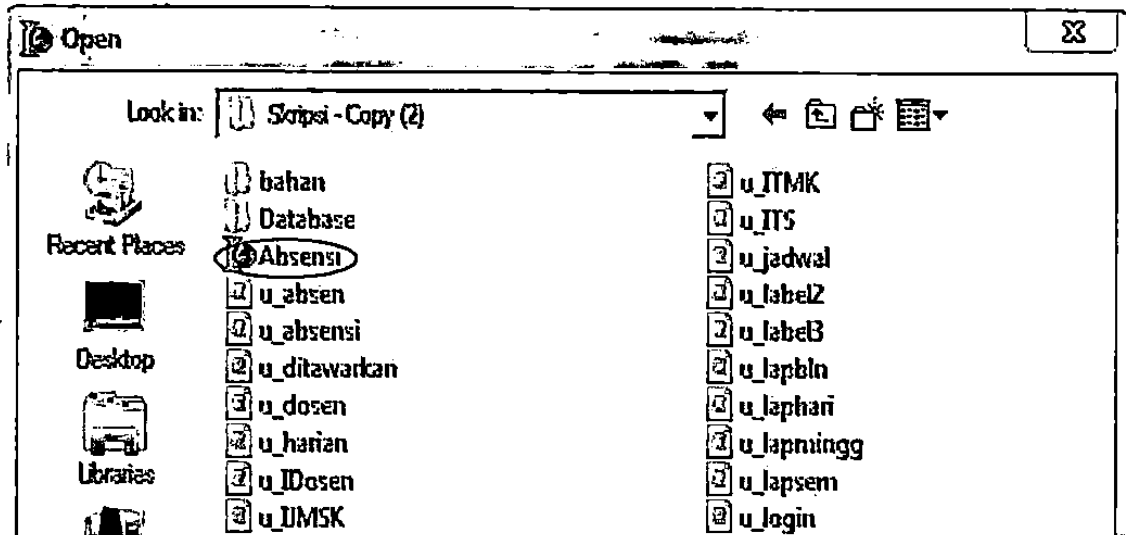 Open
Look in: Skripsi - Copy (2)
Recent Places
Desktop
Libraries
bahan
Database
Absensi
u_absen
u_absensi
u_ditawarkan
u_dosen
u_harian
u_IDosen
u_IJMSK
u_ITMK
u_ITS
u_jadwal
u_label2
u_label3
u_lapbln
u_laphari
u_lapmingg
u_lapsem
u_login